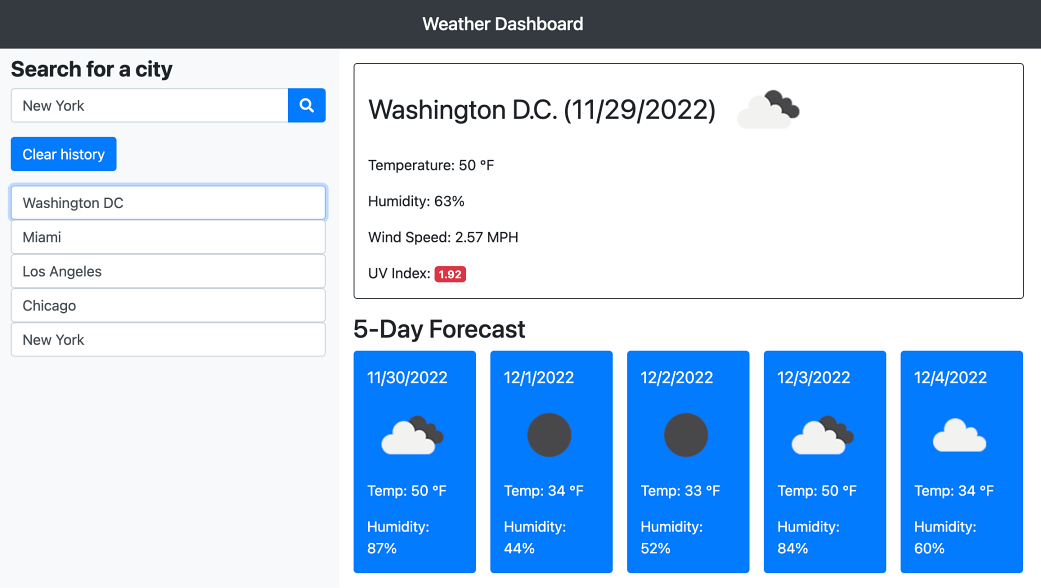 Weather Dashboard
Search for a city
New York
Clear history
Washington DC
Miami
Los Angeles
Chicago
New York
Washington D.C. (11/29/2022)
Temperature: 50 °F
Humidity: 63%
Wind Speed: 2.57 MPH
UV Index: 1.92
5-Day Forecast
11/30/2022
Temp: 50 °F
Humidity:
87%
12/1/2022
Temp: 34 °F
Humidity:
44%
12/2/2022
Temp: 33 °F
Humidity:
52%
12/3/2022
Temp: 50 °F
Humidity:
84%
12/4/2022
Temp: 34 °F
Humidity:
60%